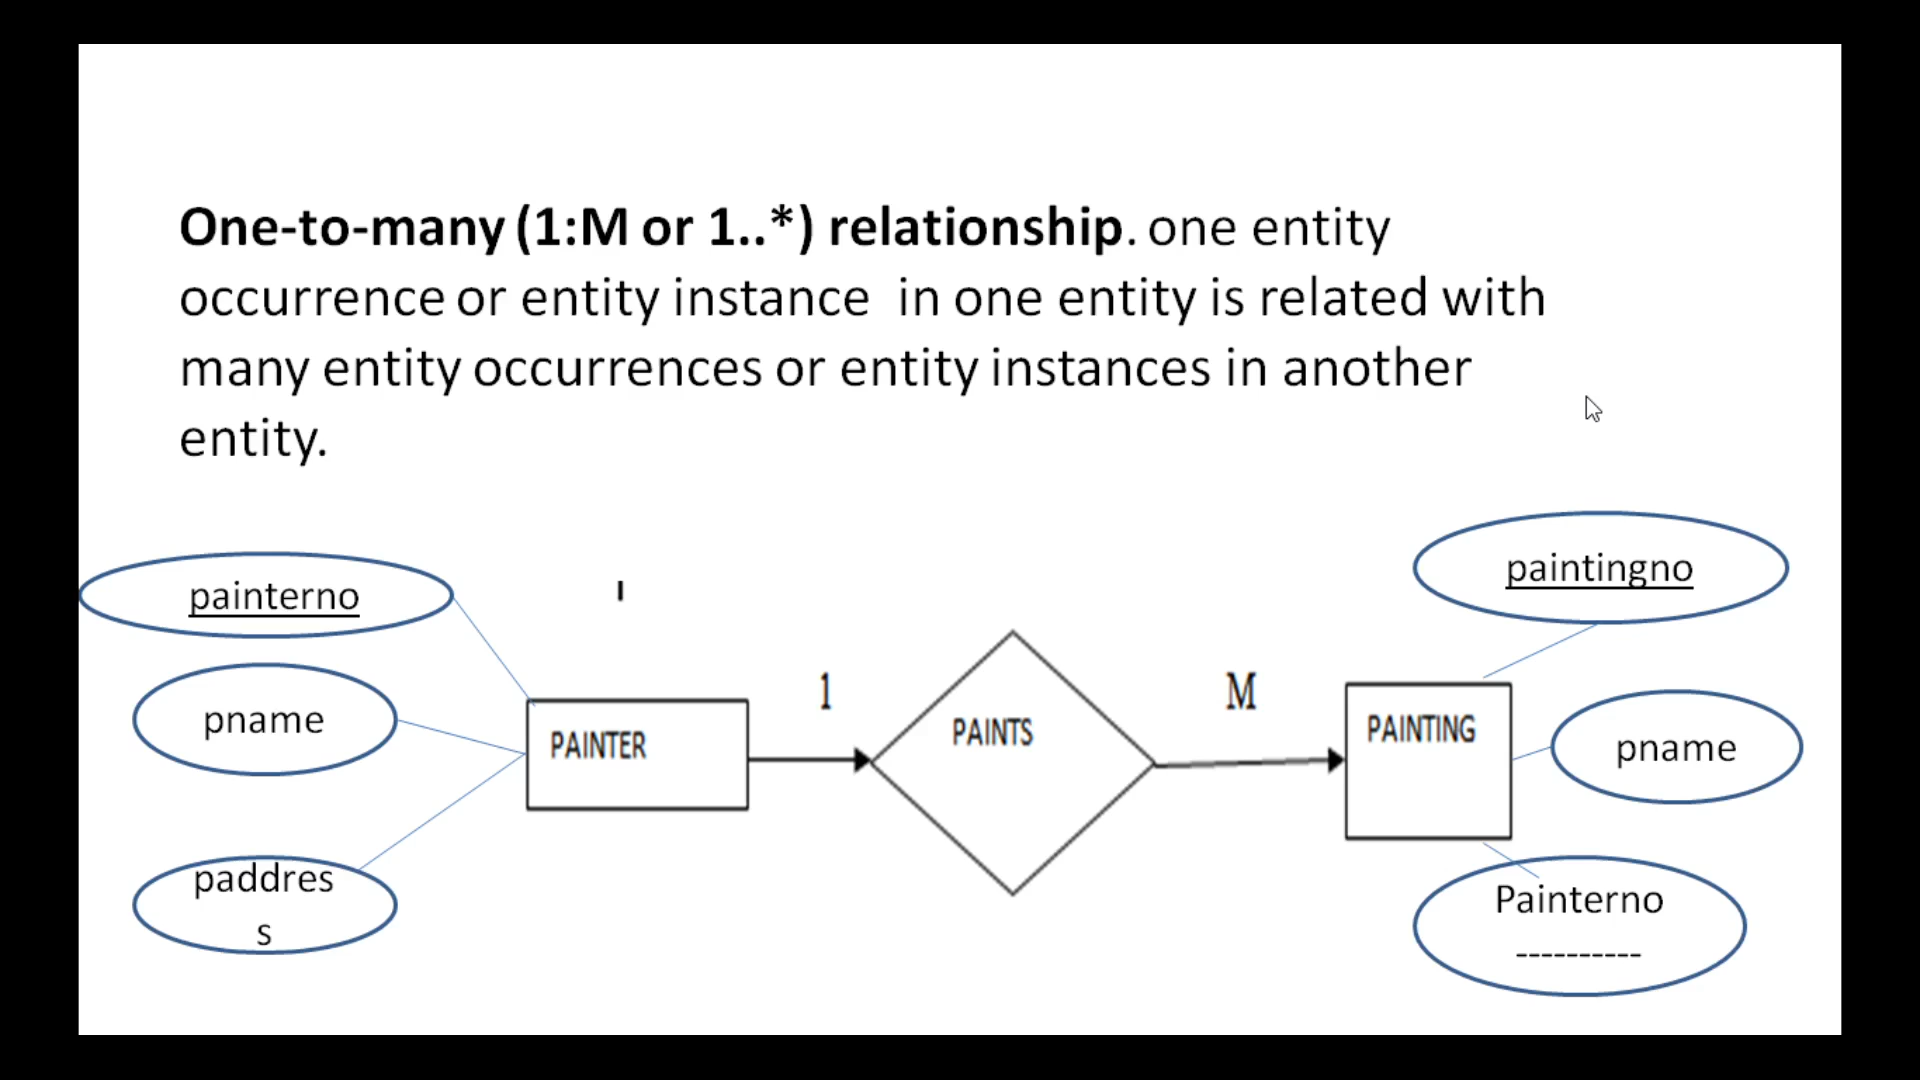 One-to-many (1:M or 1..*) relationship. one entity
occurrence or entity instance  in one entity is related with
many entity occurrences or entity instances in another
entity.
painterno
pname
paddres
s
PAINTER
1
PAINTS
M
PAINTING
paintingno
pname
Painterno
----------